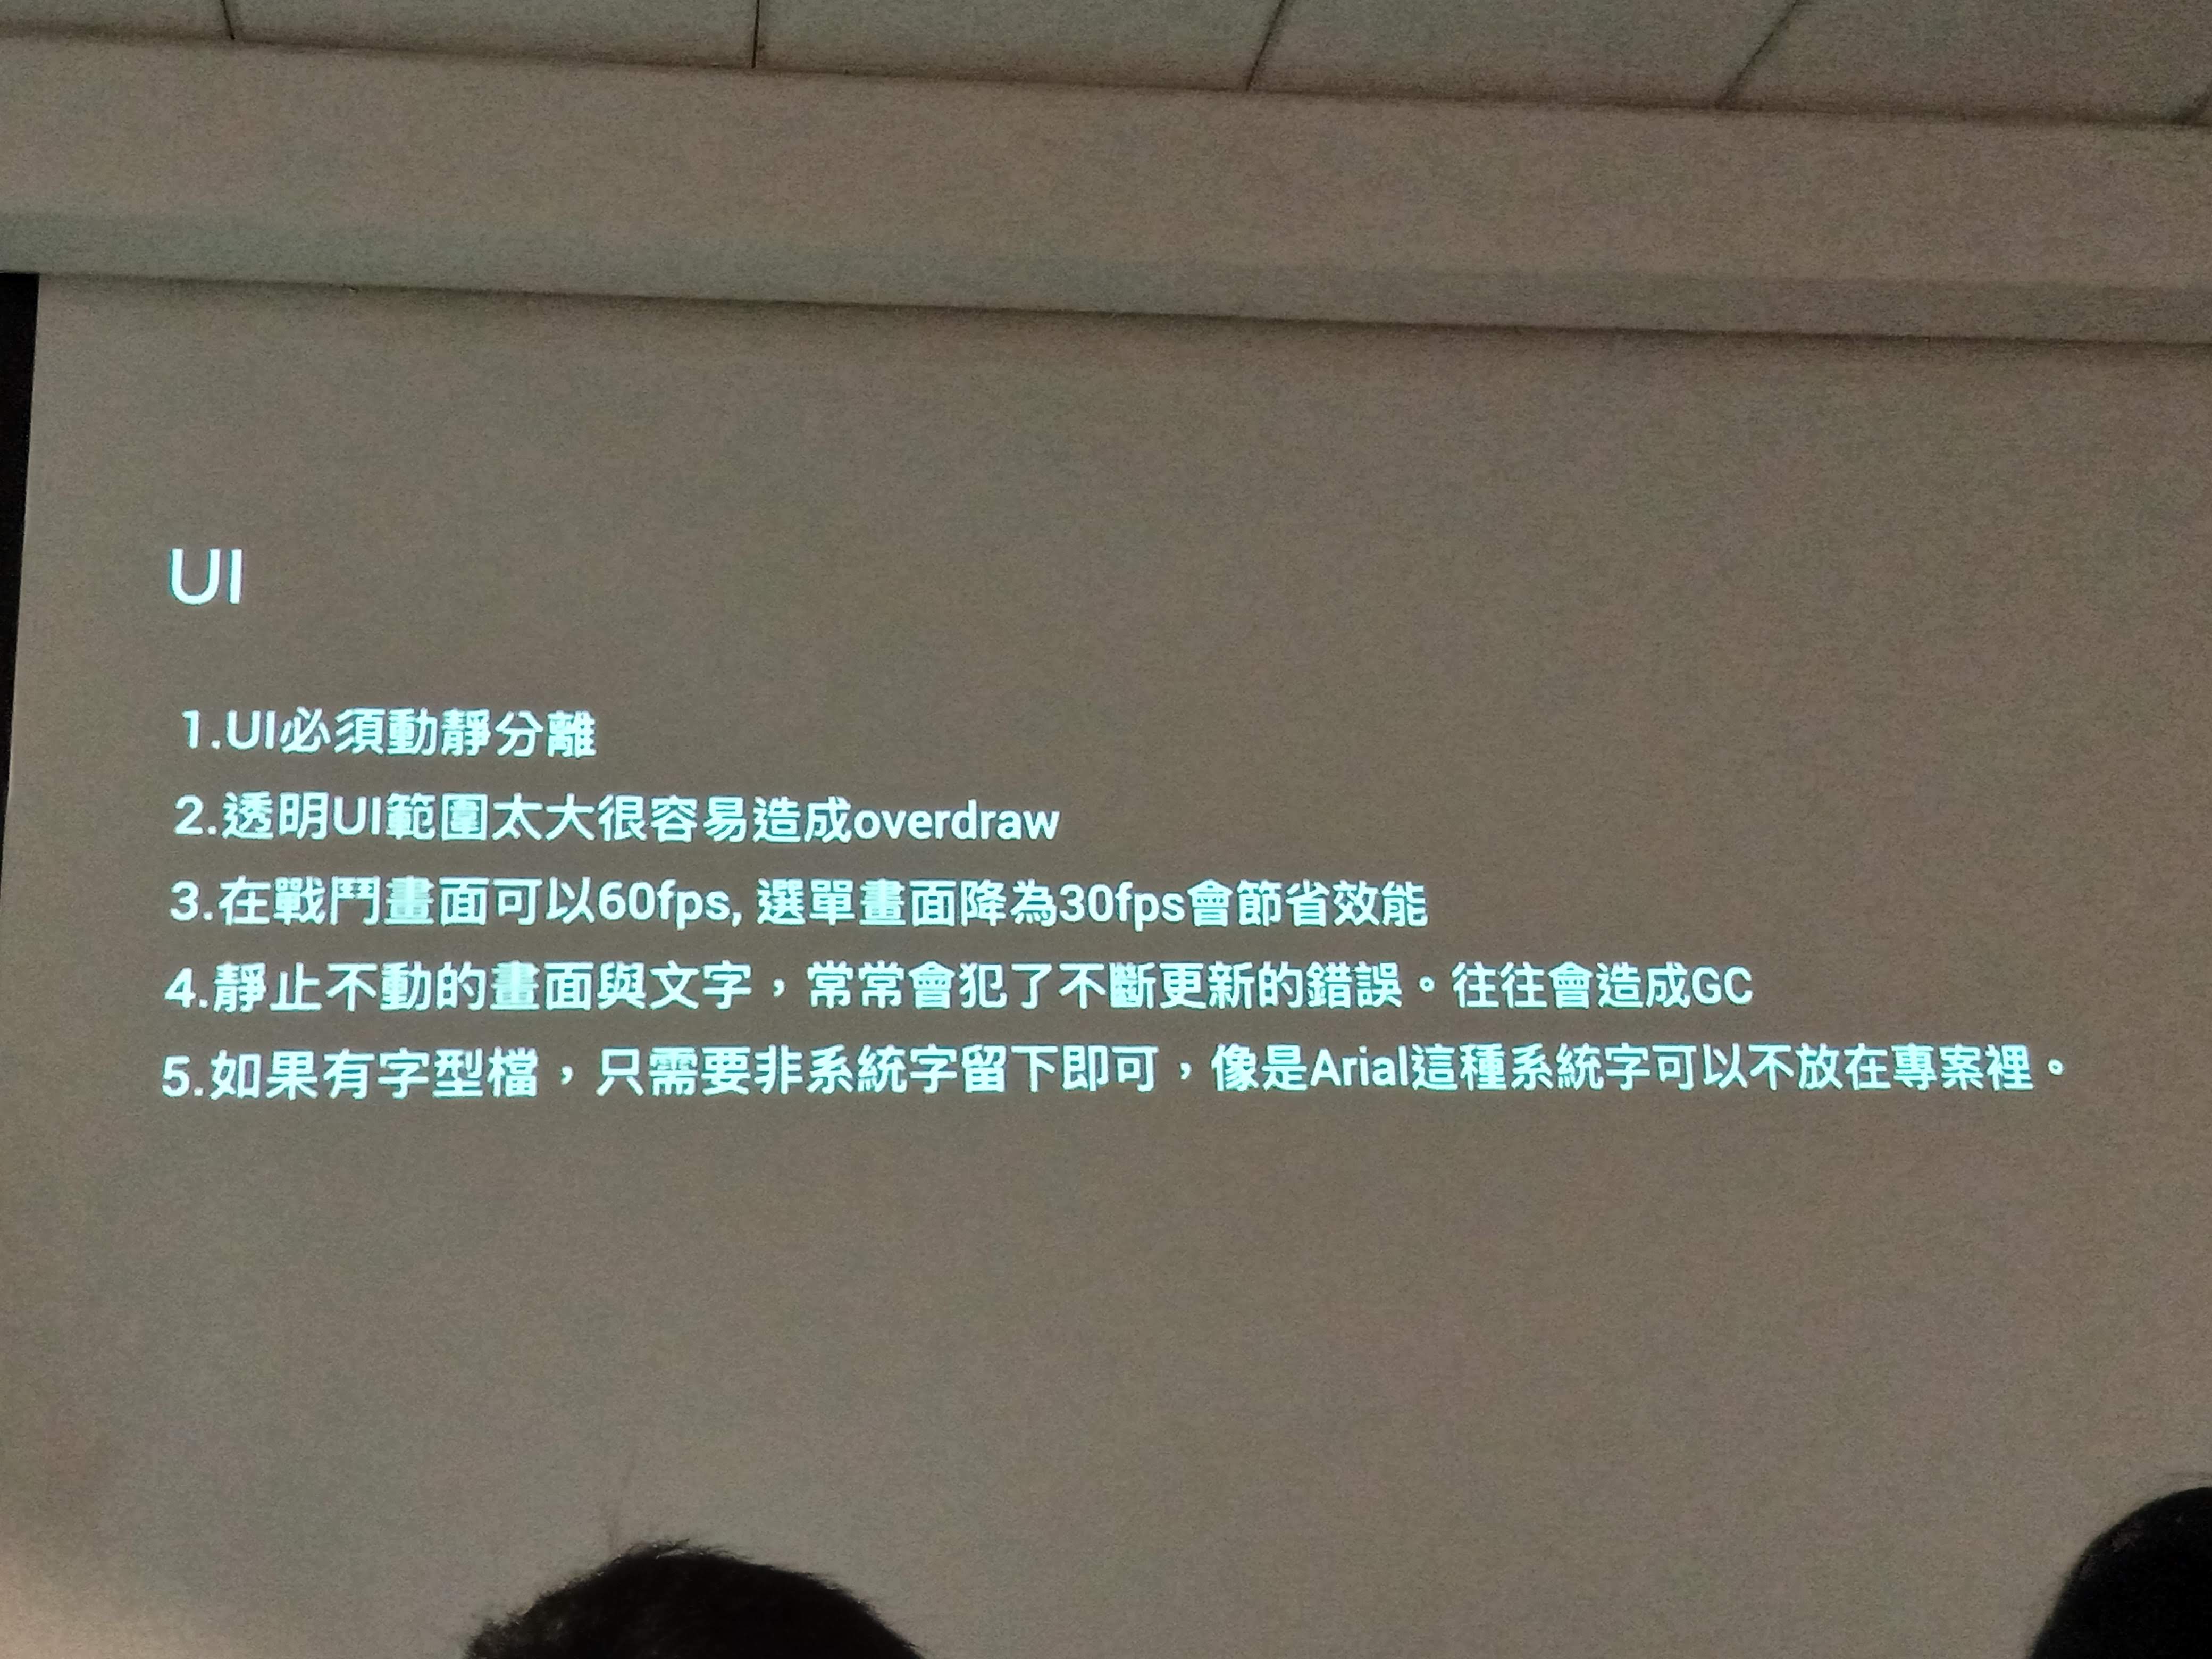 UI
1.UI必須動靜分離
2.透明UI範圍太大很容易造成overdraw
3.在戰鬥畫面可以60fps, 選單畫面降為30fps會節省效能
4.靜止不動的畫面與文字，常常會犯了不斷更新的錯誤。往往會造成GC
5.如果有字型檔，只需要非系統字留下即可，像是Arial這種系統字可以不放在專案裡。